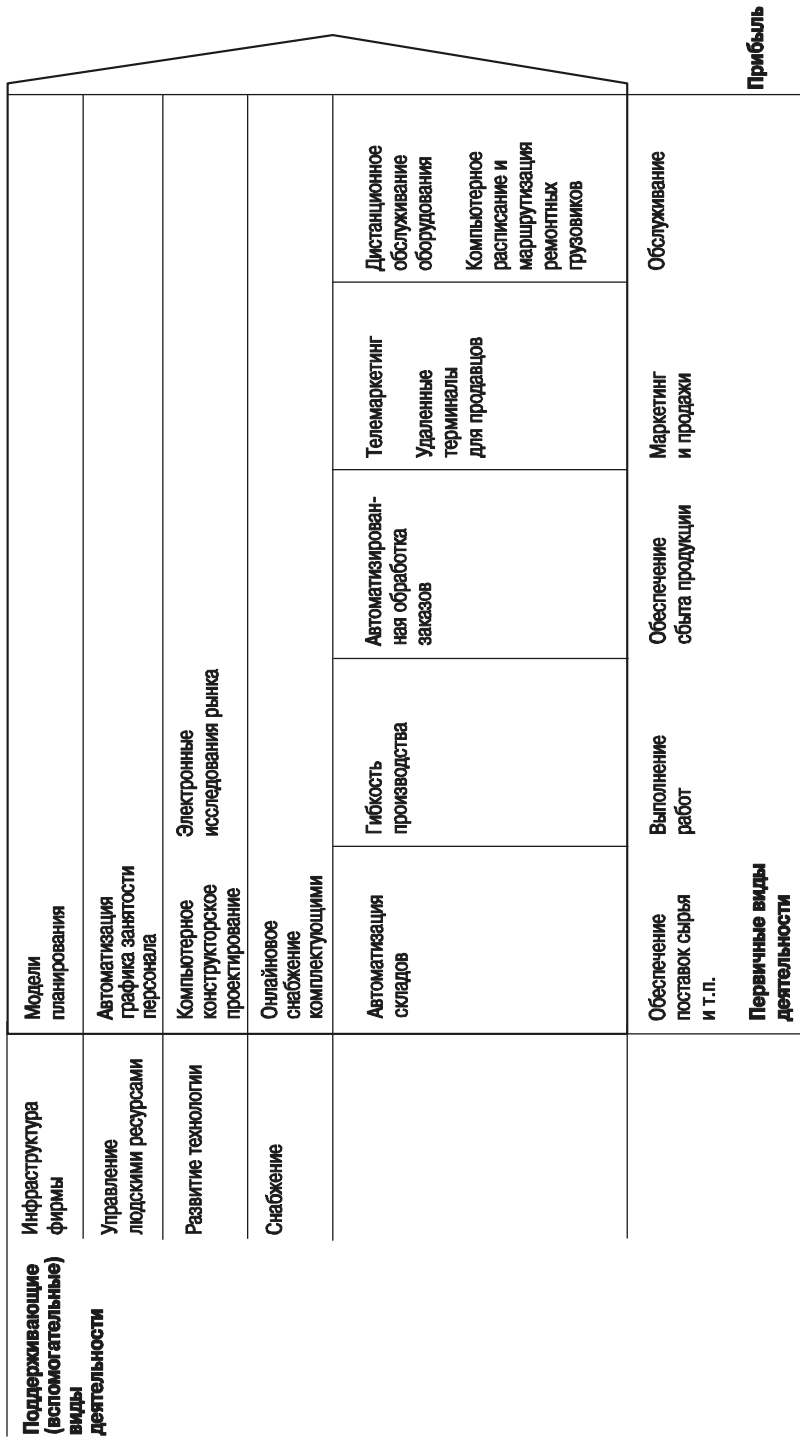 Поддерживающие
(вспомогательные)
виды
деятельности
Инфраструктура
фирмы
Модели
планирования
Управление
людскими ресурсами
Автоматизация
графика занятости
персонала
Развитие технологии
Компьютерное
конструкторское
проектирование
Электронные
исследования рынка
Снабжение
Онлайновое
снабжение
комплектующими
Автоматизация
складов
Гибкость
производства
Автоматизирован-
ная обработка
заказов
Телемаркетинг
Удаленные
терминалы
для продавцов
Дистанционное
обслуживание
оборудования
Компьютерное
расписание и
маршрутизация
ремонтных
грузовиков
Обеспечение
поставок сырья
и т.п.
Выполнение
работ
Обеспечение
сбыта продукции
Маркетинг
и продажи
Обслуживание
Первичные виды
деятельности
Прибыль